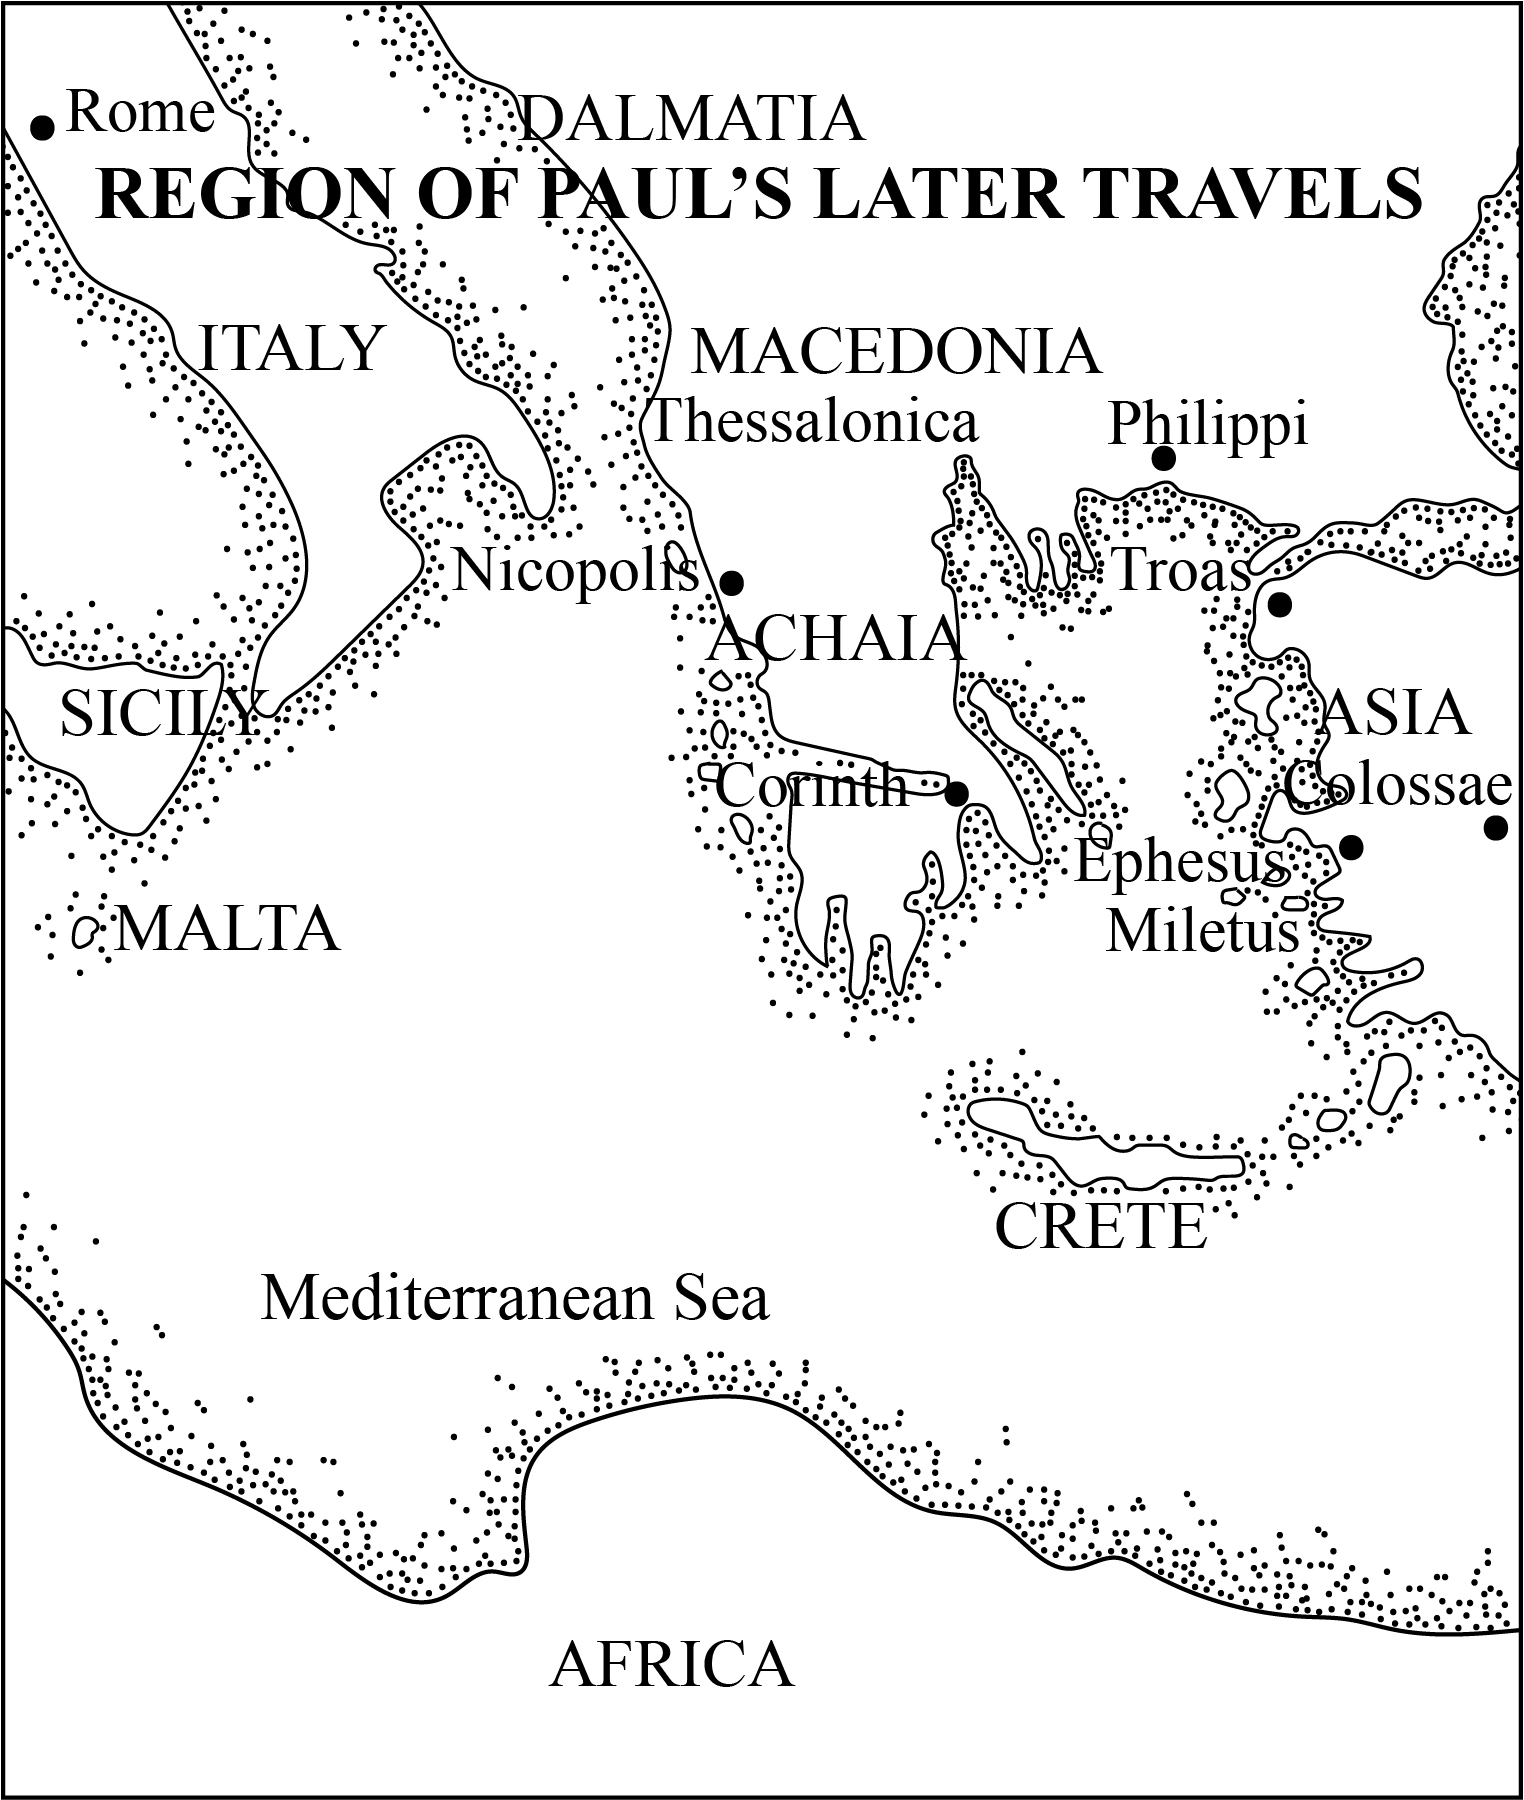 Rome
DALMATIA
REGION OF PAUL’S LATER TRAVELS
ITALY
MACEDONIA
Thessalonica
Philippi
Nicopolis
Troas
ACHAIA
SICILY
ASIA
Corinth
Colossae
Ephesus
MALTA
Miletus
CRETE
Mediterranean Sea
AFRICA